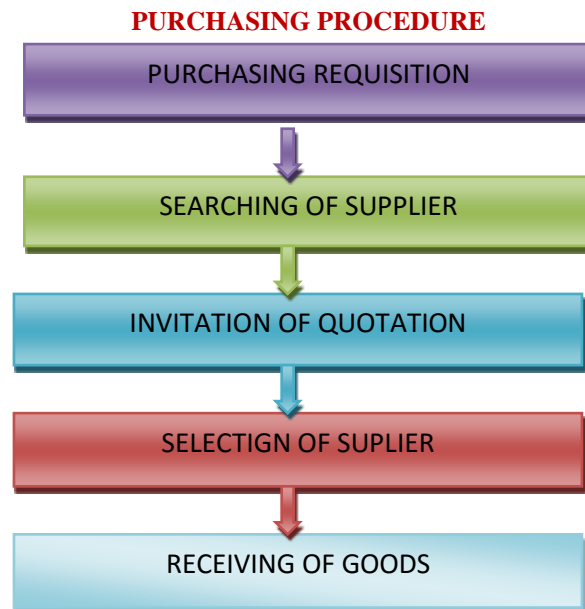 PURCHASING PROCEDURE
PURCHASING REQUISITION
SEARCHING OF SUPPLIER
INVITATION OF QUOTATION
SELECTIGN OF SUPLIER
RECEIVING OF GOODS